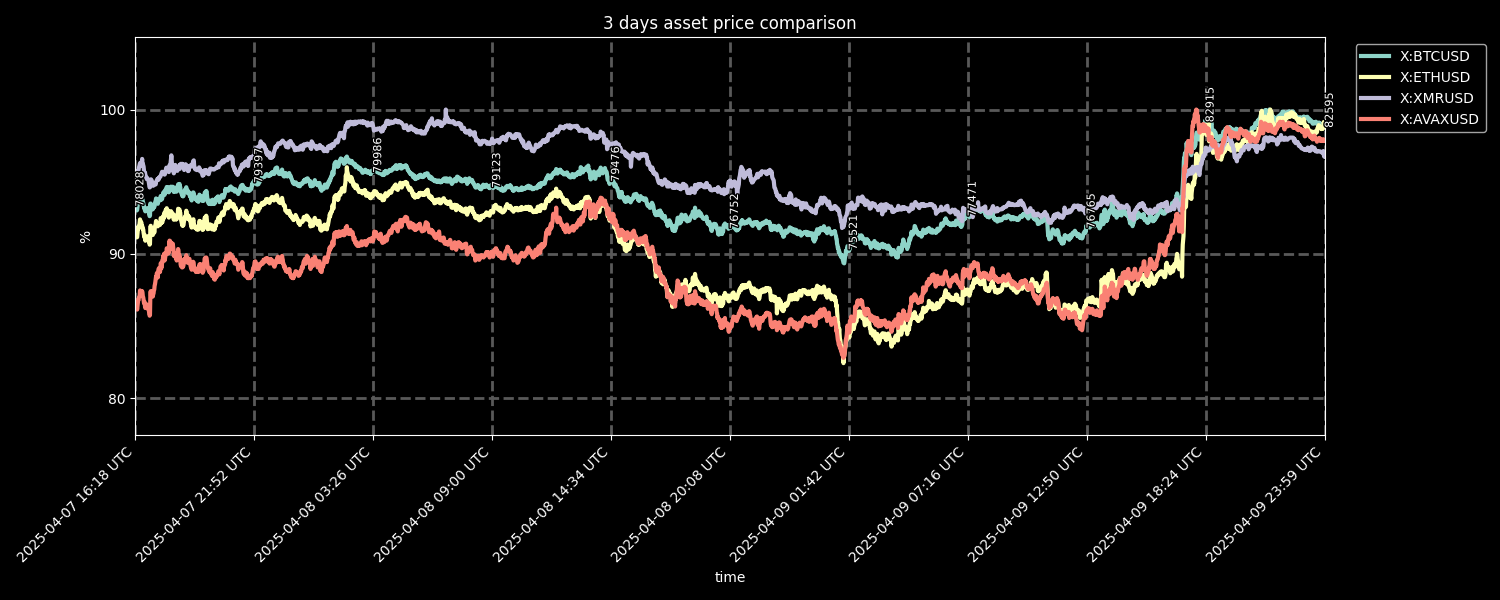 3 days asset price comparison
X:BTCUSD
X:ETHUSD
X:XMRUSD
X:AVAXUSD
100
90
80
%
78028
79397
79986
79123
79476
76732
75521
77471
76765
82915
82595
2025-04-07 16:18 UTC
2025-04-07 21:52 UTC
2025-04-08 03:26 UTC
2025-04-08 09:00 UTC
2025-04-08 14:34 UTC
2025-04-08 20:08 UTC
2025-04-09 01:42 UTC
2025-04-09 07:16 UTC
2025-04-09 12:50 UTC
2025-04-09 18:24 UTC
2025-04-09 23:59 UTC
time